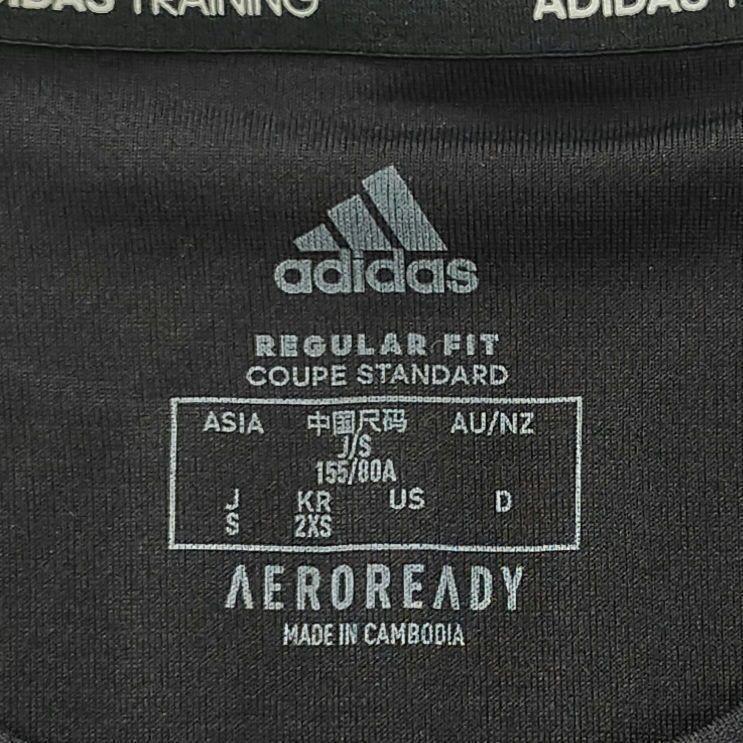 ADIDAS TRAINING ADIDAS T
adidas
REGULAR FIT
COUPE STANDARD
ASIA 中国尺码 AU/NZ
J/S
155/80A
J KR US D
S 2XS
AEROREADY
MADE IN CAMBODIA